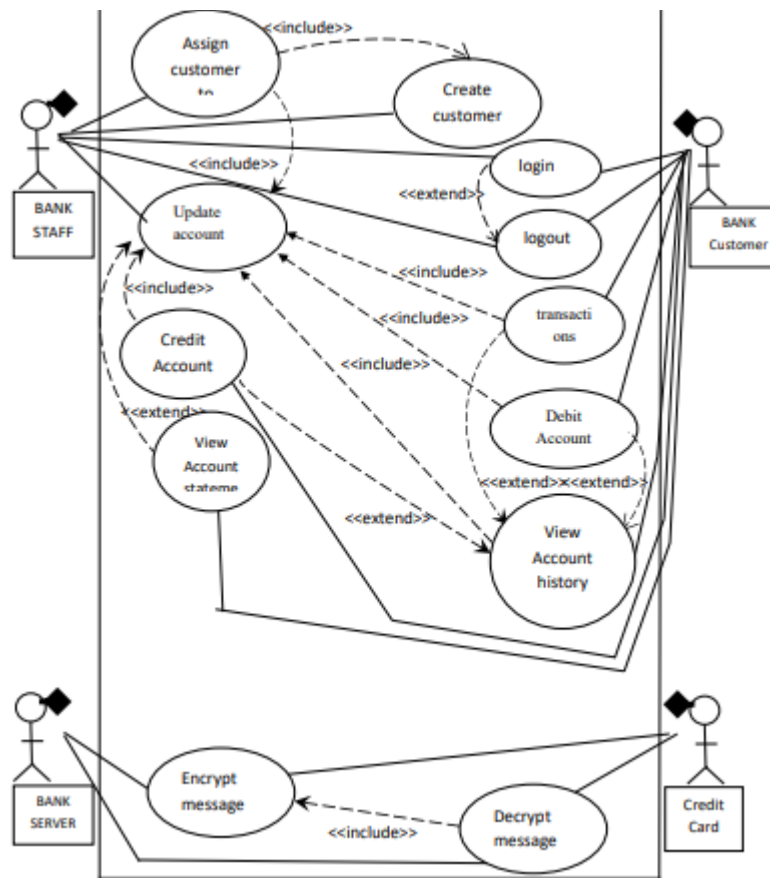 <<include>>
Assign
customer
to
Create
customer
<<include>>
login
<<extend>>
BANK
STAFF
BANK
Customer
Update
account
logout
<<include>>
<<include>>
<<include>>
transacti
ons
Credit
Account
<<include>>
<<extend>>
Debit
Account
View
Account
stateme
<<extend>>
<<extend>>
<<extend>>
View
Account
history
Encrypt
message
BANK
SERVER
Credit
Card
<<include>>
Decrypt
message